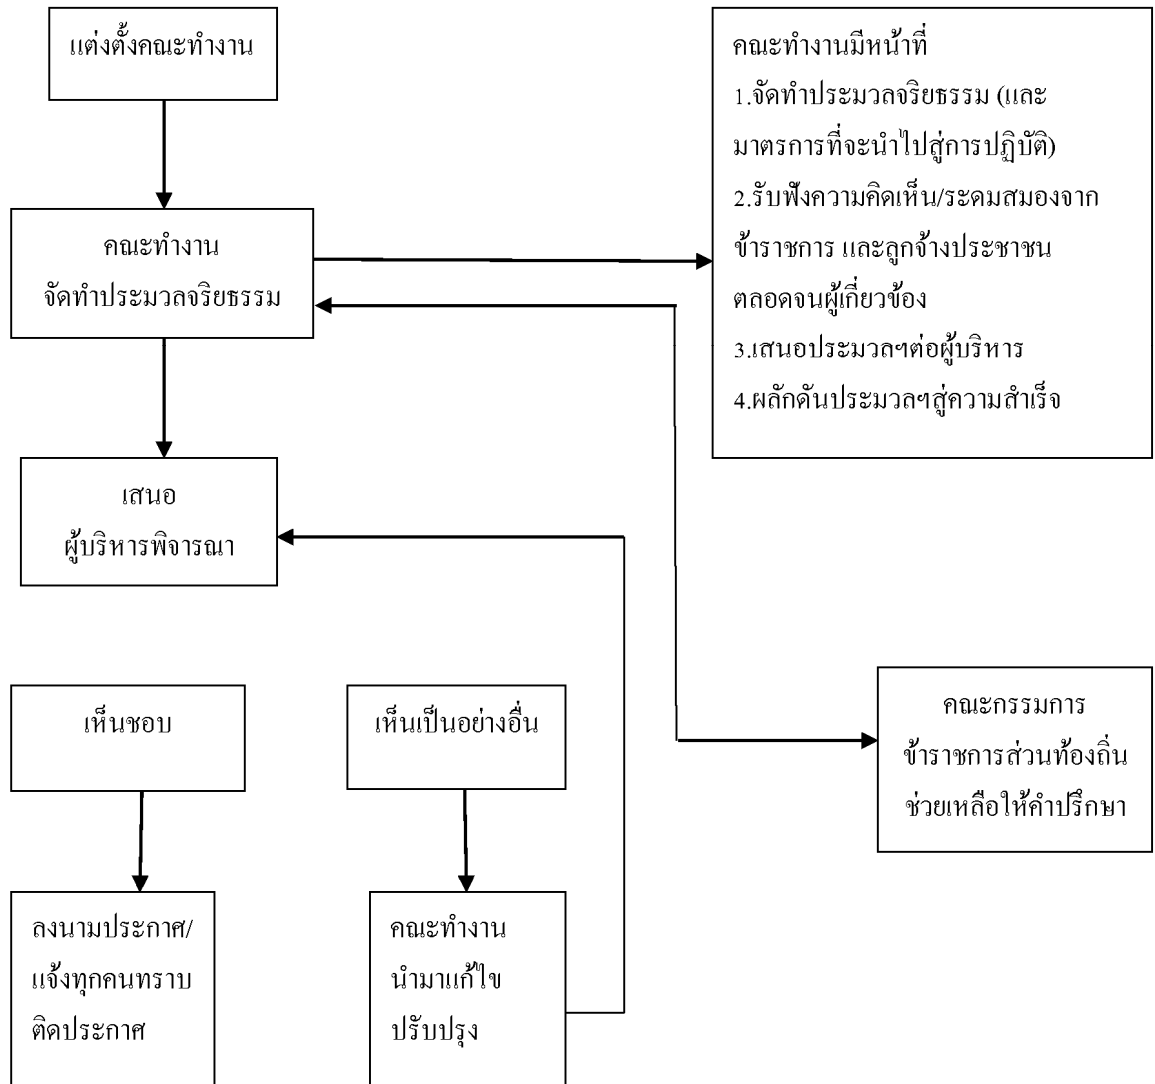 แต่งตั้งคณะทำงาน
คณะทำงานมีหน้าที่
1.จัดทำประมวลจริยธรรม (และ
มาตรการที่จะนำไปสู่การปฏิบัติ)
2.รับฟังความคิดเห็น/ระดมสมองจาก
ข้าราชการ และลูกจ้างประชาชน
ตลอดจนผู้เกี่ยวข้อง
3.เสนอประมวลฯต่อผู้บริหาร
4.ผลักดันประมวลฯสู่ความสำเร็จ
คณะทำงาน
จัดทำประมวลจริยธรรม
เสนอ
ผู้บริหารพิจารณา
เห็นชอบ
เห็นเป็นอย่างอื่น
คณะกรรมการ
ข้าราชการส่วนท้องถิ่น
ช่วยเหลือให้คำปรึกษา
ลงนามประกาศ/
แจ้งทุกคนทราบ
ติดประกาศ
คณะทำงาน
นำมาแก้ไข
ปรับปรุง